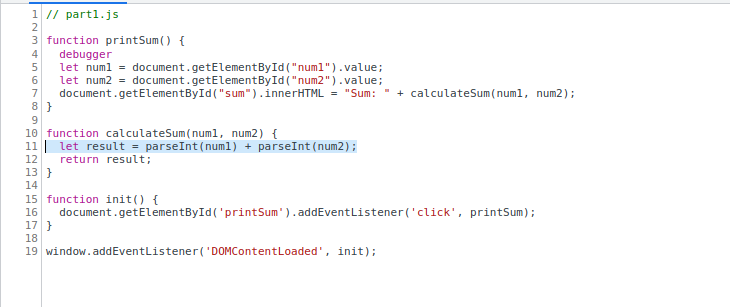 1 // part1.js
2
3 function printSum() {
4   debugger
5   let num1 = document.getElementById("num1").value;
6   let num2 = document.getElementById("num2").value;
7   document.getElementById("sum").innerHTML = "Sum: " + calculateSum(num1, num2);
8 }
9
10 function calculateSum(num1, num2) {
11   let result = parseInt(num1) + parseInt(num2);
12   return result;
13 }
14
15 function init() {
16   document.getElementById('printSum').addEventListener('click', printSum);
17 }
18
19 window.addEventListener('DOMContentLoaded', init);